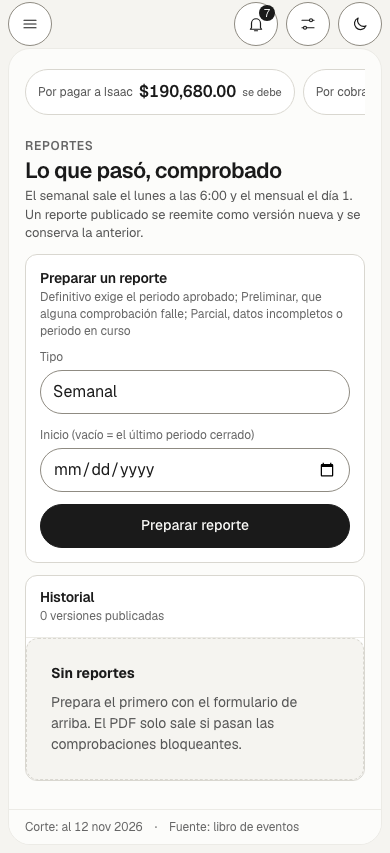 7
Por pagar a Isaac $190,680.00 se debe
Por cobra
REPORTES
Lo que pasó, comprobado
El semanal sale el lunes a las 6:00 y el mensual el día 1.
Un reporte publicado se reemite como versión nueva y se
conserva la anterior.
Preparar un reporte
Definitivo exige el periodo aprobado; Preliminar, que
alguna comprobación falle; Parcial, datos incompletos o
periodo en curso
Tipo
Semanal
Inicio (vacío = el último periodo cerrado)
mm/dd/yyyy
Preparar reporte
Historial
0 versiones publicadas
Sin reportes
Prepara el primero con el formulario de
arriba. El PDF solo sale si pasan las
comprobaciones bloqueantes.
Corte: al 12 nov 2026 · Fuente: libro de eventos